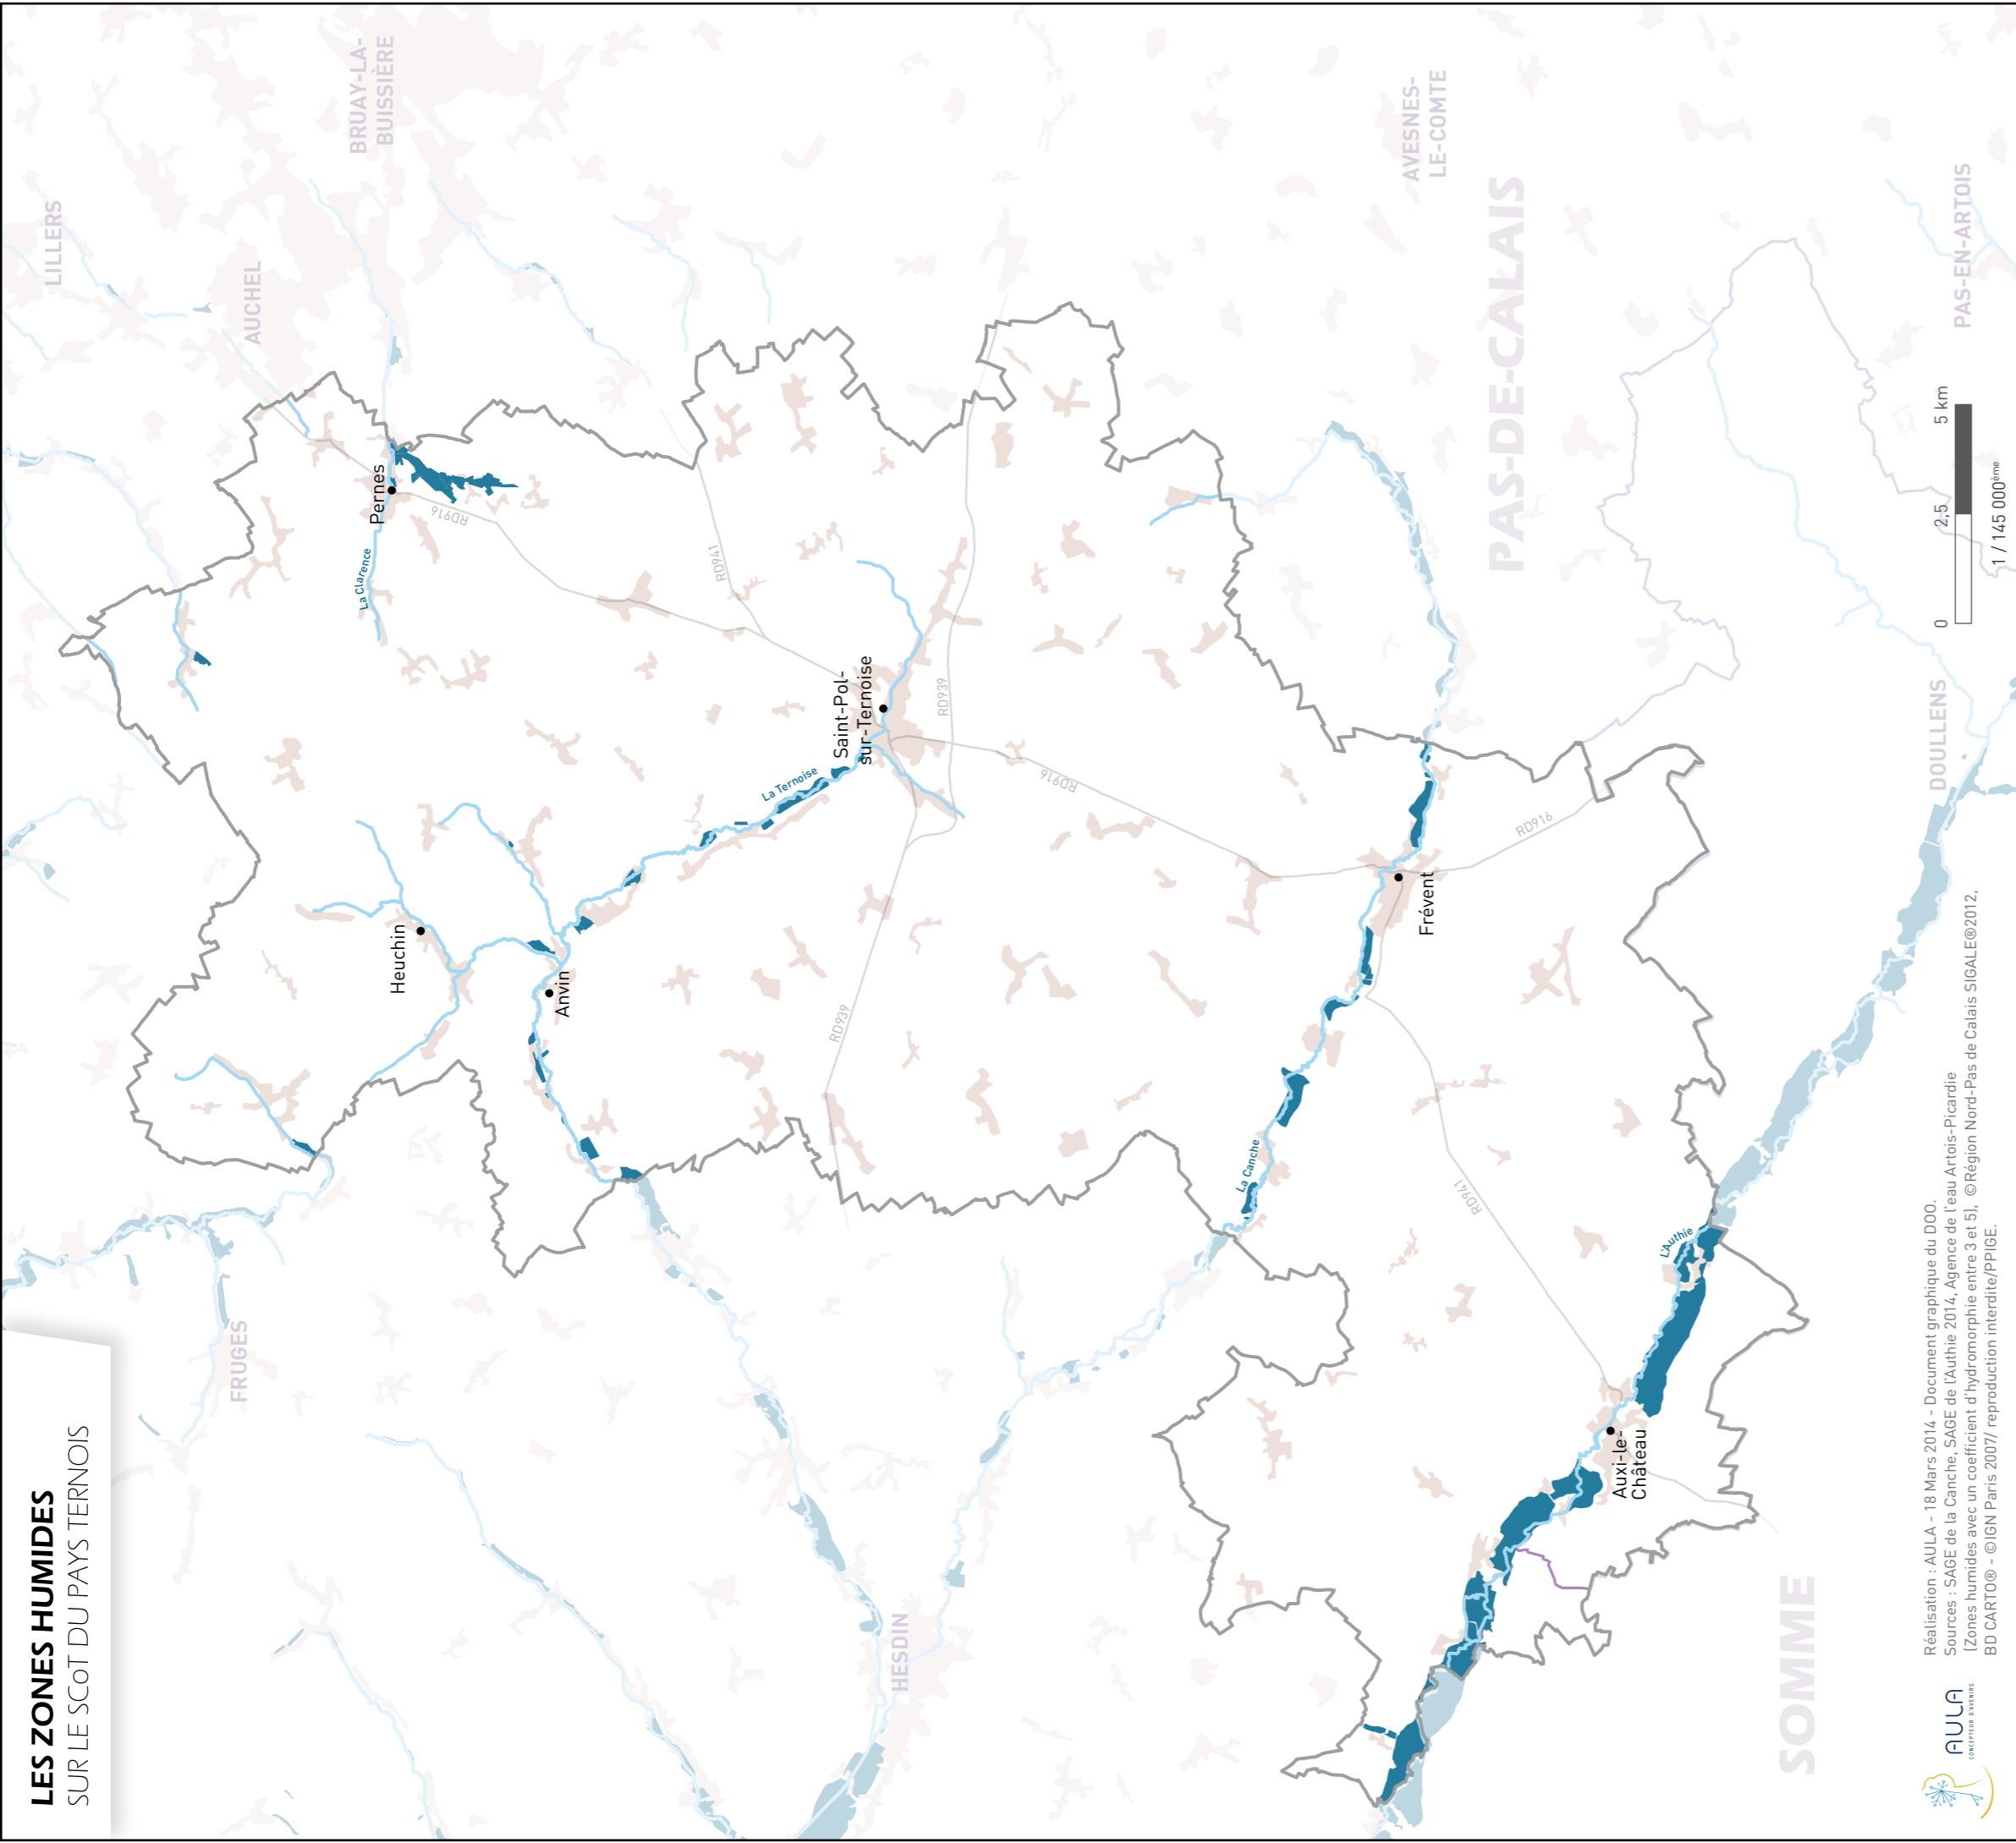 LES ZONES HUMIDES
SUR LE SCoT DU PAYS TERNOIS
FRUGES
HESDIN
LILLERS
AUCHEL
BRUAY-LA-
BUISSIÈRE
Pernes
La Clarence
RD916
RD941
Heuchin
Anvin
La Ternoise
Saint-Pol-
sur-Ternoise
RD939
RD939
RD916
AVESNES-
LE-COMTE
PAS-DE-CALAIS
La Canche
Frévent
RD916
RD941
L'Authie
Auxi-le-
Château
DOULLENS
PAS-EN-ARTOIS
SOMME
0
2,5
5 km
1 / 145 000ème
AULA
CONCEPTEUR D'AVENIRS
Réalisation : AULA - 18 Mars 2014 - Document graphique du DOO.
Sources : SAGE de la Canche, SAGE de l'Authie 2014, Agence de l'eau Artois-Picardie
(Zones humides avec un coefficient d'hydromorphie entre 3 et 5), ©Région Nord-Pas de Calais SIGALE®2012,
BD CARTO® - ©IGN Paris 2007/ reproduction interdite/PPIGE.